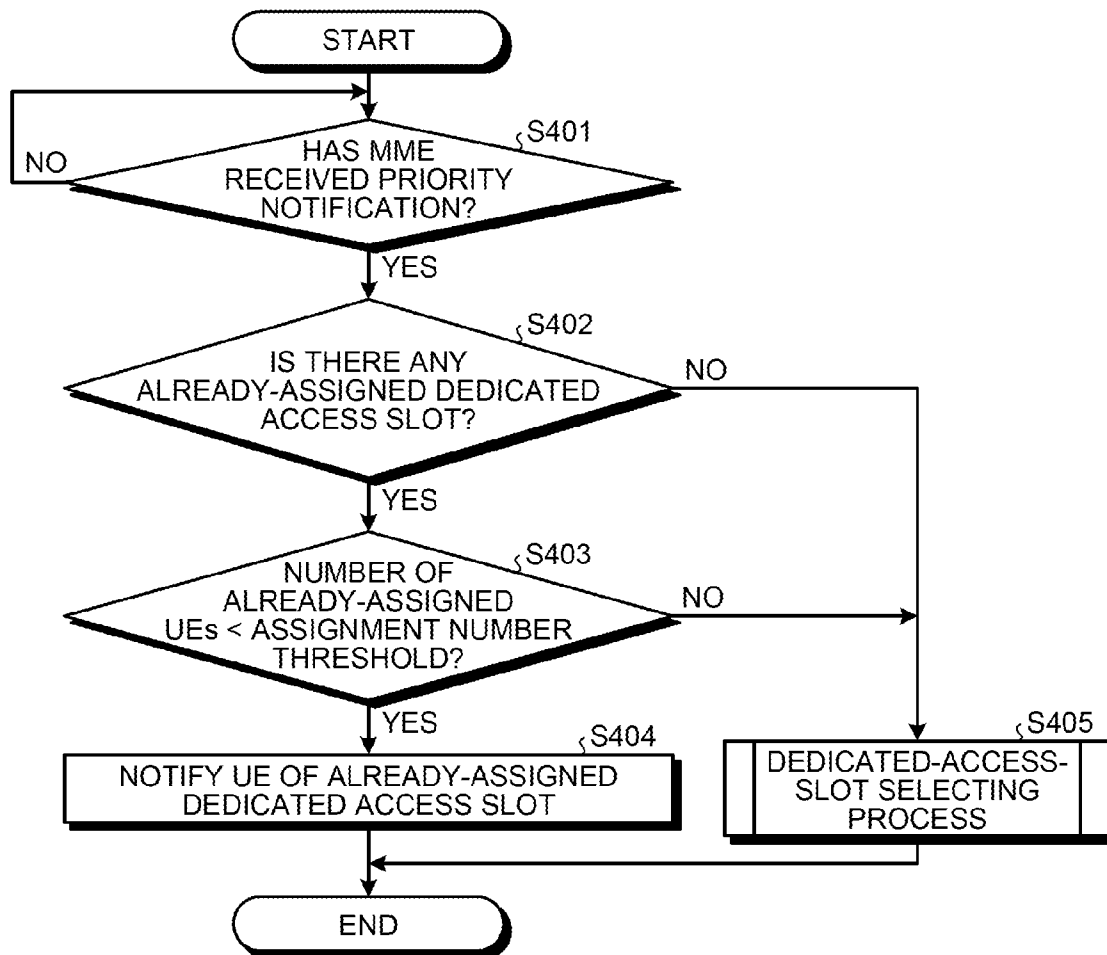 START
S401
NO
HAS MME
RECEIVED PRIORITY
NOTIFICATION?
YES
S402
IS THERE ANY
ALREADY-ASSIGNED DEDICATED
ACCESS SLOT?
NO
YES
S403
NUMBER OF
ALREADY-ASSIGNED
UEs < ASSIGNMENT NUMBER
THRESHOLD?
NO
YES
S404
NOTIFY UE OF ALREADY-ASSIGNED
DEDICATED ACCESS SLOT
S405
DEDICATED-ACCESS-
SLOT SELECTING
PROCESS
END